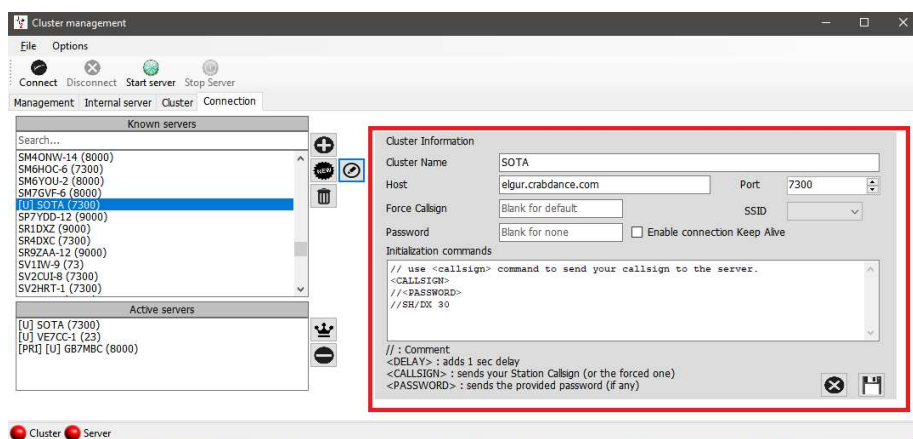 Cluster management
File Options
Connect Disconnect Start server Stop Server
Management Internal server Cluster Connection
Known servers
Search...
SM4ONW-14 (8000)
SM6HOC-6 (7300)
SM6YOU-2 (8000)
SM7GVF-6 (8000)
[U] SOTA (7300)
SP7YDD-12 (9000)
SR1DXZ (9000)
SR4DXC (7300)
SR9ZAA-12 (9000)
SV1IW-9 (73)
SV2CUI-8 (7300)
SV2HRT-1 (7300)
NEW
Active servers
[U] SOTA (7300)
[U] VE7CC-1 (23)
[PRI] [U] GB7MBC (8000)
Cluster Information
Cluster Name SOTA
Host elgur.crabdance.com Port 7300
Force Callsign Blank for default SSID
Password Blank for none Enable connection Keep Alive
Initialization commands
// use <callsign> command to send your callsign to the server.
<CALLSIGN>
//<PASSWORD>
//SH/DX 30
// : Comment
<DELAY> : adds 1 sec delay
<CALLSIGN> : sends your Station Callsign (or the forced one)
<PASSWORD> : sends the provided password (if any)
Cluster Server